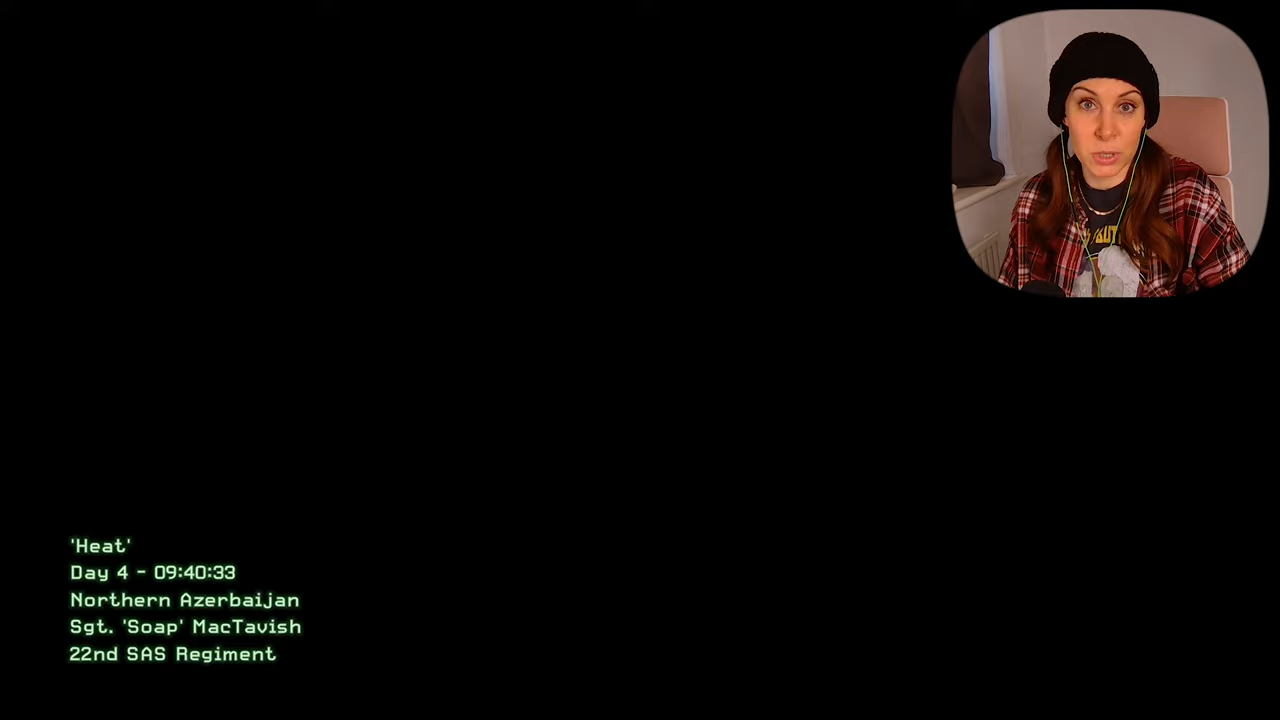 'Heat'
Day 4 - 09:40:33
Northern Azerbaijan
Sgt. 'Soap' MacTavish
22nd SAS Regiment